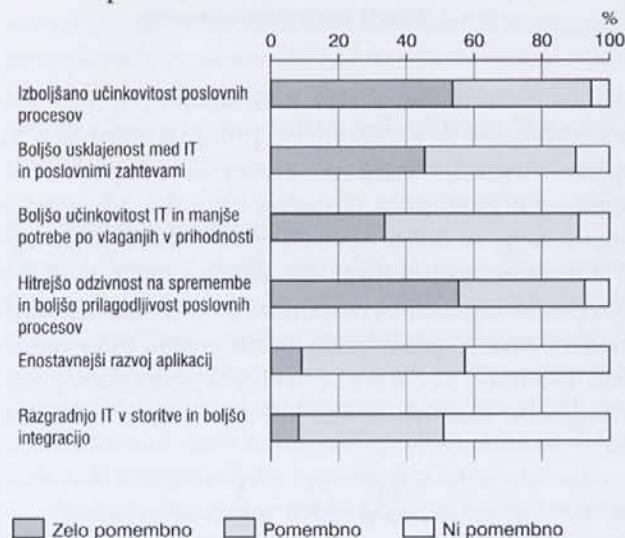 %
0 20 40 60 80 100
Izboljšano učinkovitost poslovnih
procesov
Boljšo usklajenost med IT
in poslovnimi zahtevami
Boljšo učinkovitost IT in manjše
potrebe po vlaganjih v prihodnosti
Hitrejšo odzivnost na spremembe
in boljšo prilagodljivost poslovnih
procesov
Enostavnejši razvoj aplikacij
Razgradnjo IT v storitve in boljšo
integracijo
Zelo pomembno Pomembno Ni pomembno